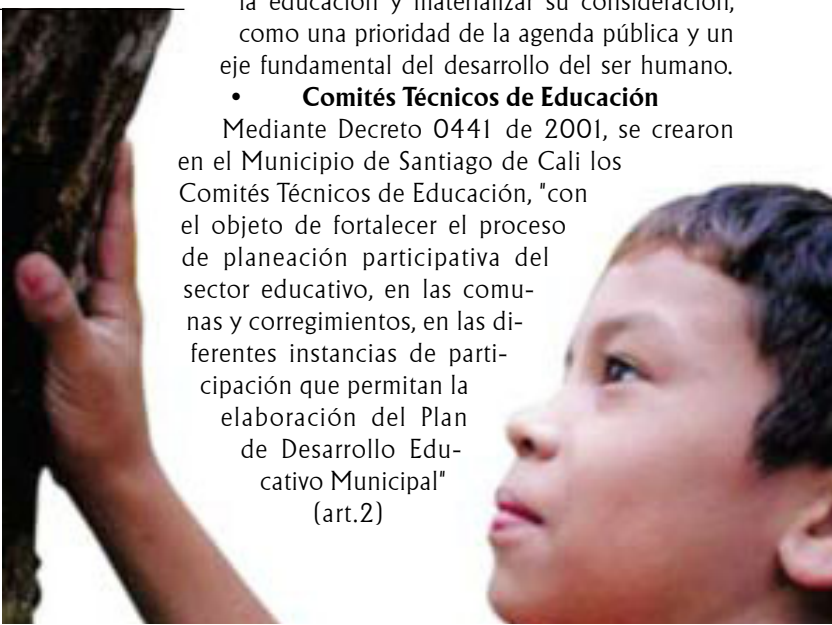 la educación y materializar su consideración,
como una prioridad de la agenda pública y un
eje fundamental del desarrollo del ser humano.
• Comités Técnicos de Educación
Mediante Decreto 0441 de 2001, se crearon
en el Municipio de Santiago de Cali los
Comités Técnicos de Educación, "con
el objeto de fortalecer el proceso
de planeación participativa del
sector educativo, en las comu-
nas y corregimientos, en las di-
ferentes instancias de parti-
cipación que permitan la
elaboración del Plan
de Desarrollo Edu-
cativo Municipal"
(art.2)